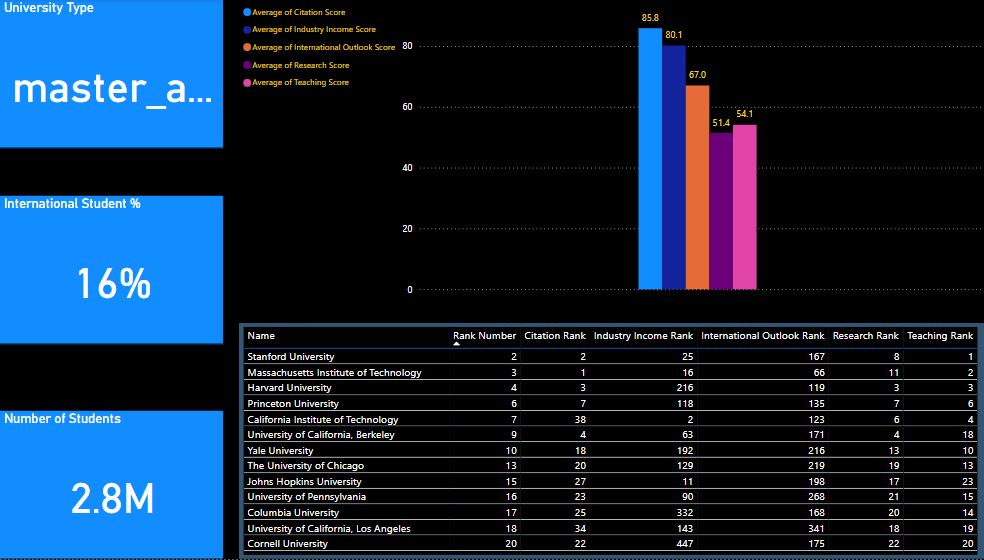 University Type
master_a...
International Student %
16%
Number of Students
2.8M
Average of Citation Score
Average of Industry Income Score
Average of International Outlook Score
Average of Research Score
Average of Teaching Score
80
60
40
20
0
85.8
80.1
67.0
51.4
54.1
Name Rank Number Citation Rank Industry Income Rank International Outlook Rank Research Rank Teaching Rank
Stanford University 2 2 25 167 8 1
Massachusetts Institute of Technology 3 1 16 66 11 2
Harvard University 4 3 216 119 3 3
Princeton University 6 7 118 135 7 6
California Institute of Technology 7 38 2 123 6 4
University of California, Berkeley 9 4 63 171 4 18
Yale University 10 18 192 216 13 10
The University of Chicago 13 20 129 219 19 13
Johns Hopkins University 15 27 11 198 17 23
University of Pennsylvania 16 23 90 268 21 15
Columbia University 17 25 332 168 20 14
University of California, Los Angeles 18 34 143 341 18 19
Cornell University 20 22 447 175 22 20